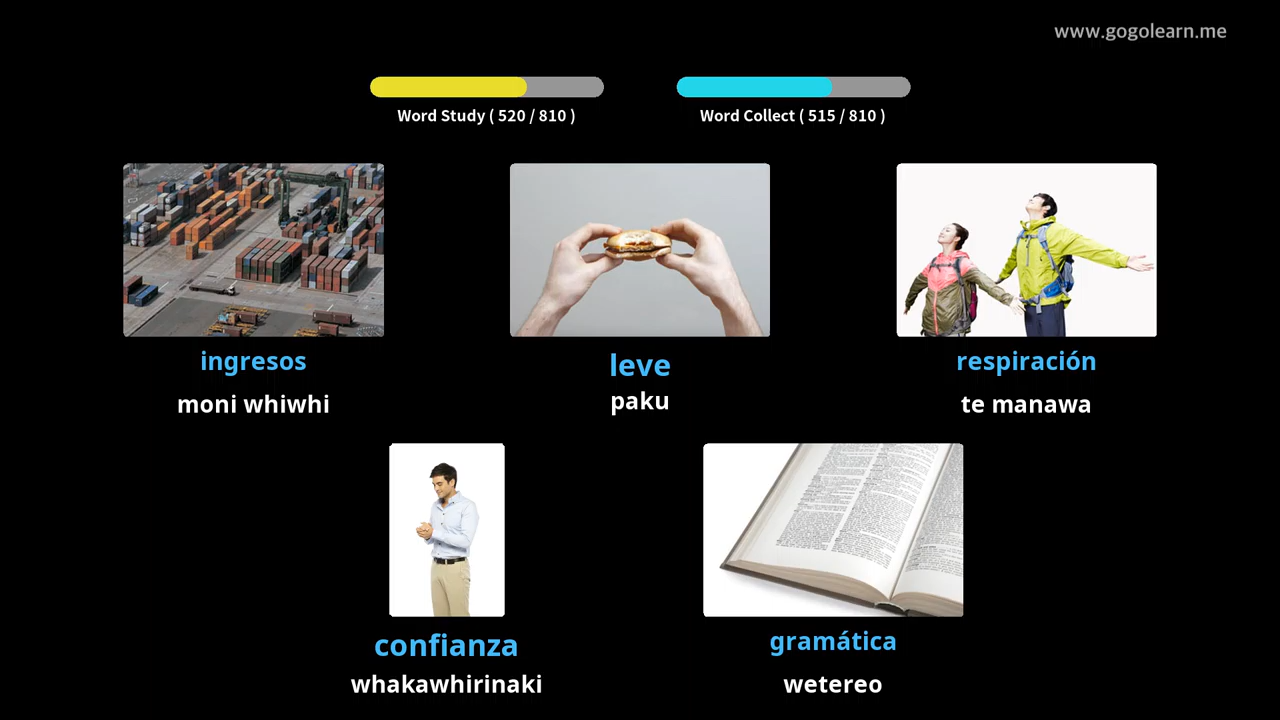 www.gogolearn.me
Word Study ( 520 / 810 )
Word Collect ( 515 / 810 )
ingresos
moni whiwhi
leve
paku
respiración
te manawa
confianza
whakawhirinaki
gramática
wetereo